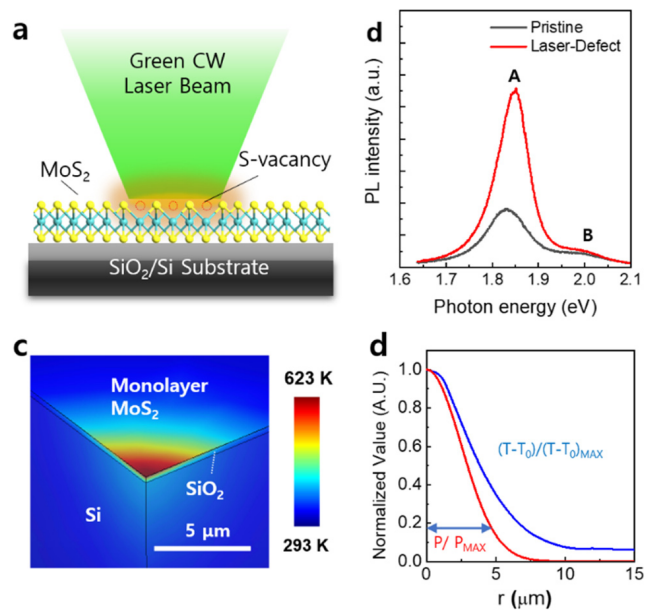 a
Green CW
Laser Beam
S-vacancy
MoS₂
SiO₂/Si Substrate
d
Pristine
Laser-Defect
A
B
PL intensity (a.u.)
1.6 1.7 1.8 1.9 2.0 2.1
Photon energy (eV)
c
Monolayer
MoS₂
SiO₂
Si
5 μm
623 K
293 K
d
Normalized Value (A.U.)
1.0
0.8
0.6
0.4
0.2
0.0
(T-T₀)/(T-T₀)MAX
P/ PMAX
0 5 10 15
r (μm)